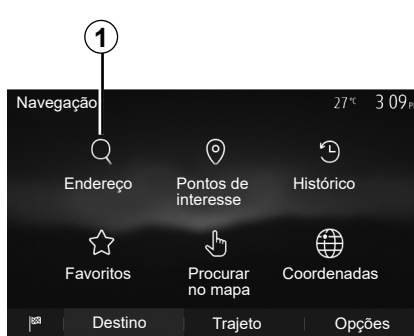 1
Navegação 27°C 3 09 P
Endereço Pontos de interesse Histórico
Favoritos Procurar no mapa Coordenadas
Destino Trajeto Opções